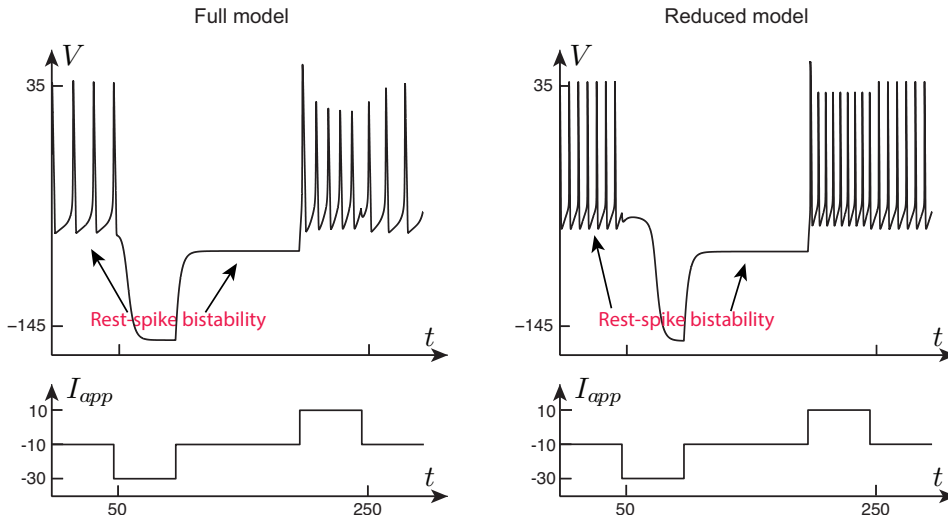 Full model
V
35
Rest-spike bistability
−145
t
I_app
10
-10
-30
t
50
250
Reduced model
V
35
Rest-spike bistability
−145
t
I_app
10
-10
-30
t
50
250